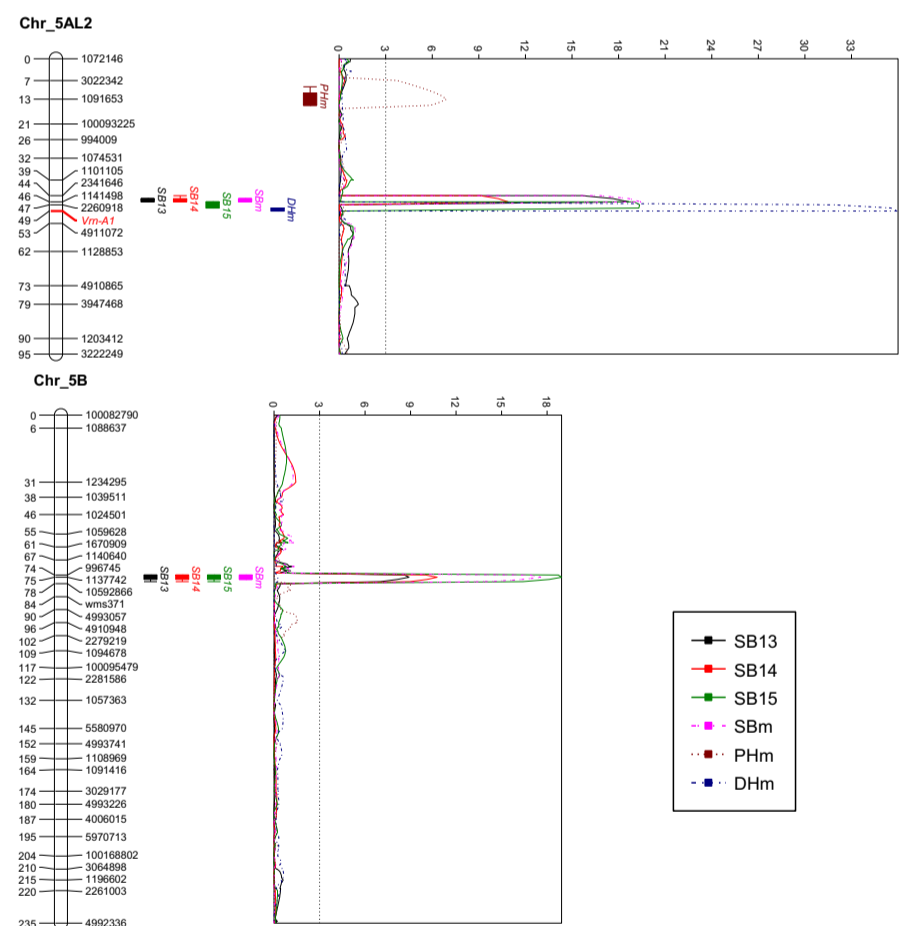 Chr_5AL2
0 3 6 9 12 15 18 21 24 27 30 33
0 1072146
7 3022342
13 1091653
21 100093225
26 994009
32 1074531
39 1101105
44 2341646
46 1141498
47 2260918
49 Vrn-A1
53 4911072
62 1128853
73 4910865
79 3947468
90 1203412
95 3222249
PHm
SB13
SB14
SB15
SBm
DHm
Chr_5B
0 3 6 9 12 15 18
0 100082790
6 1088637
31 1234295
38 1039511
46 1024501
55 1059628
61 1670909
67 1140640
74 996745
75 1137742
78 10592866
84 wms371
90 4993057
96 4910948
102 2279219
109 1094678
117 100095479
122 2281586
132 1057363
145 5580970
152 4993741
159 1108969
164 1091416
174 3029177
180 4993226
187 4006015
195 5970713
204 100168802
210 3064898
215 1196602
220 2261003
235 4992336
SB13
SB14
SB15
SBm
SB13
SB14
SB15
SBm
PHm
DHm